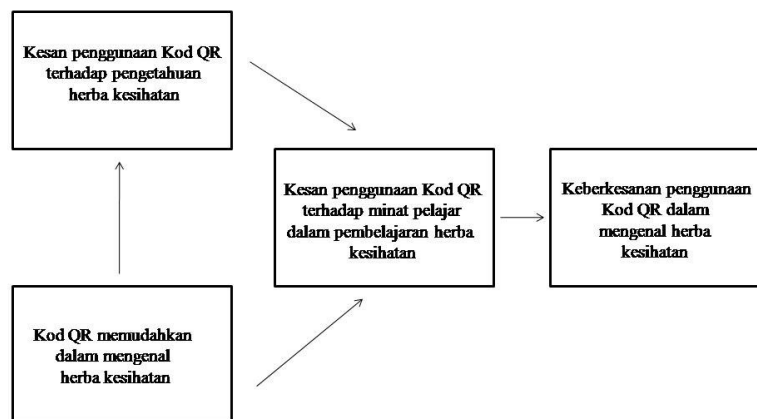 Kesan penggunaan Kod QR
terhadap pengetahuan
herba kesihatan
Kesan penggunaan Kod QR
terhadap minat pelajar
dalam pembelajaran herba
kesihatan
Keberkesanan penggunaan
Kod QR dalam
mengenal herba
kesihatan
Kod QR memudahkan
dalam mengenal
herba kesihatan